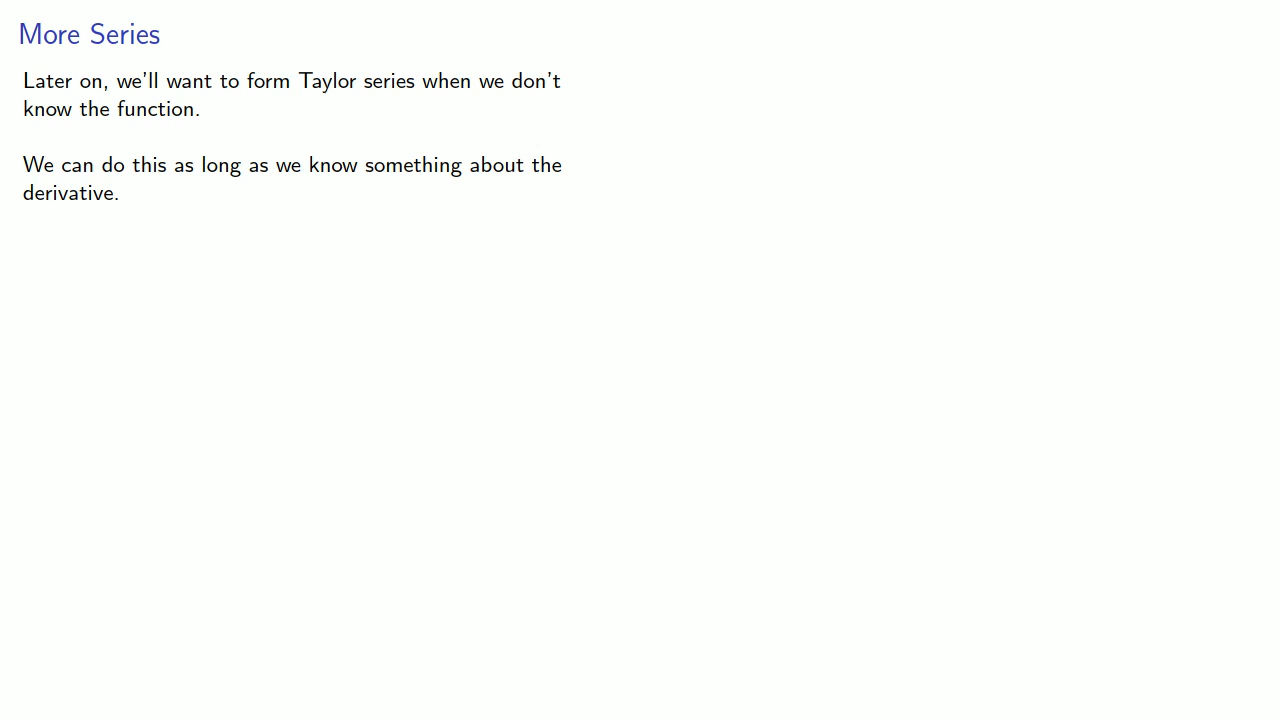 More Series
Later on, we'll want to form Taylor series when we don't
know the function.
We can do this as long as we know something about the
derivative.